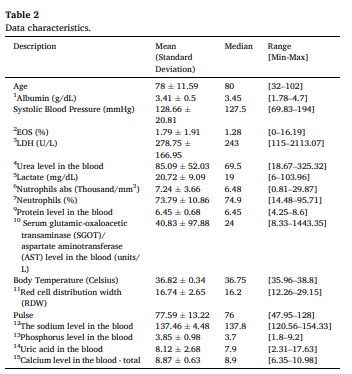 Table 2
Data characteristics.
Description Mean (Standard Deviation) Median Range [Min-Max]
Age 78 ± 11.59 80 [32–102]
¹Albumin (g/dL) 3.41 ± 0.5 3.45 [1.78–4.7]
Systolic Blood Pressure (mmHg) 128.66 ± 20.81 127.5 [69.83–194]
²EOS (%) 1.79 ± 1.91 1.28 [0–16.19]
³LDH (U/L) 278.75 ± 166.95 243 [115–2113.07]
⁴Urea level in the blood 85.09 ± 52.03 69.5 [18.67–325.32]
⁵Lactate (mg/dL) 20.72 ± 9.09 19 [6–103.96]
⁶Nutrophils abs (Thousand/mm³) 7.24 ± 3.66 6.48 [0.81–29.87]
⁷Neutrophils (%) 73.79 ± 10.86 74.9 [14.48–95.71]
⁹Protein level in the blood 6.45 ± 0.68 6.45 [4.25–8.6]
¹⁰ Serum glutamic-oxaloacetic 40.83 ± 97.88 24 [8.33–1443.35]
transaminase (SGOT)/
aspartate aminotransferase
(AST) level in the blood (units/
L)
Body Temperature (Celsius) 36.82 ± 0.34 36.75 [35.96–38.8]
¹¹Red cell distribution width 16.74 ± 2.65 16.2 [12.26–29.15]
(RDW)
Pulse 77.59 ± 13.22 76 [47.95–128]
¹²The sodium level in the blood 137.46 ± 4.48 137.8 [120.56–154.33]
¹³Phosphorus level in the blood 3.85 ± 0.98 3.7 [1.8–9.2]
¹⁴Uric acid in the blood 8.12 ± 2.68 7.9 [2.31–17.63]
¹⁵Calcium level in the blood - total 8.87 ± 0.63 8.9 [6.35–10.98]